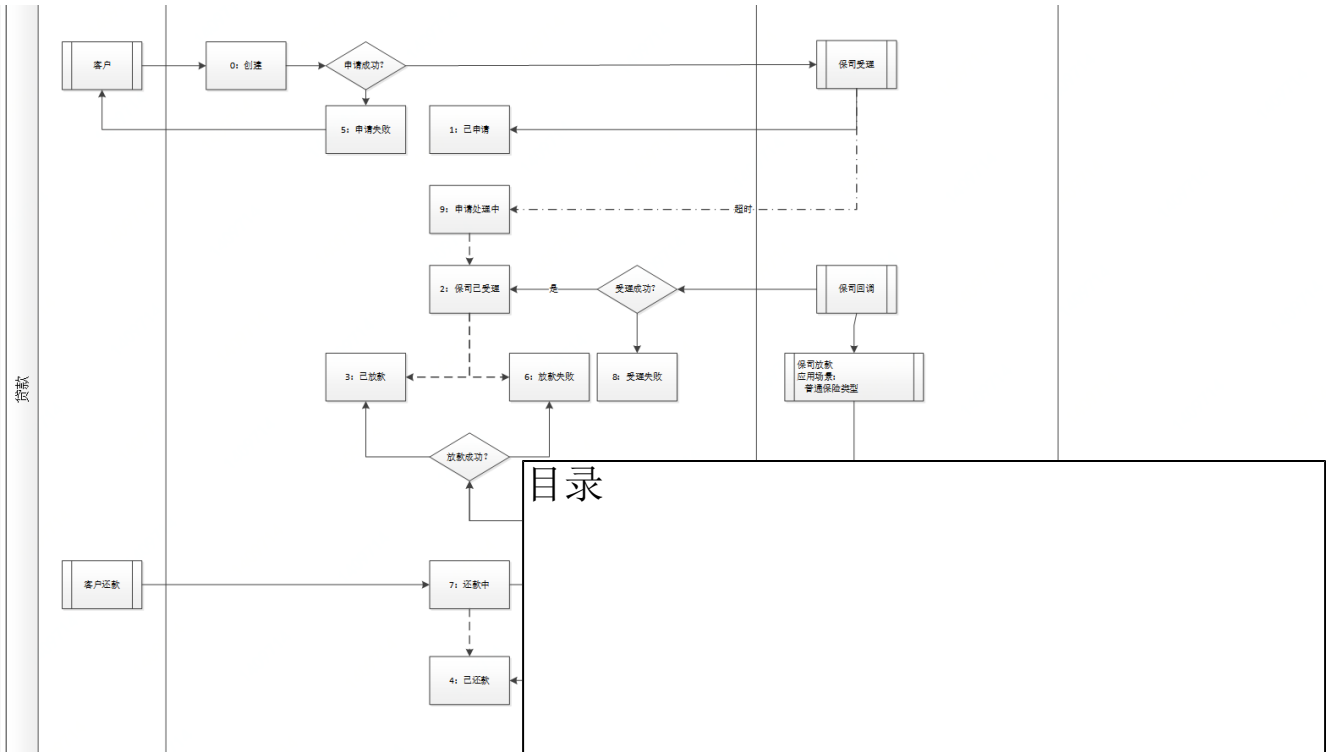 客户
0: 创建
申请成功?
保司受理
5: 申请失败
1: 已申请
9: 申请处理中
超时
2: 保司已受理
是
受理成功?
保司回调
3: 已放款
6: 放款失败
8: 受理失败
保司放款
应用场景:
普通保险类型
贷款
放款成功?
目录
客户还款
7: 还款中
4: 已还款